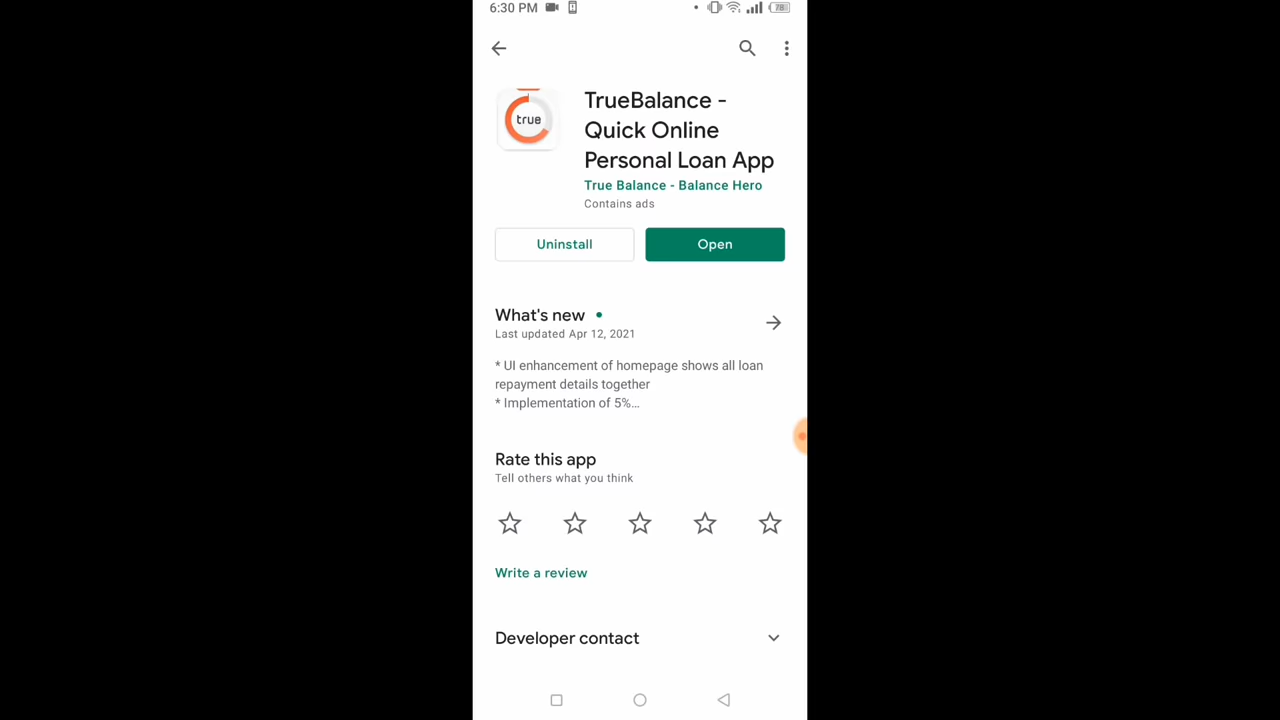 6:30 PM
78
true
TrueBalance -
Quick Online
Personal Loan App
True Balance - Balance Hero
Contains ads
Uninstall
Open
What's new
Last updated Apr 12, 2021
* UI enhancement of homepage shows all loan
repayment details together
* Implementation of 5%...
Rate this app
Tell others what you think
Write a review
Developer contact